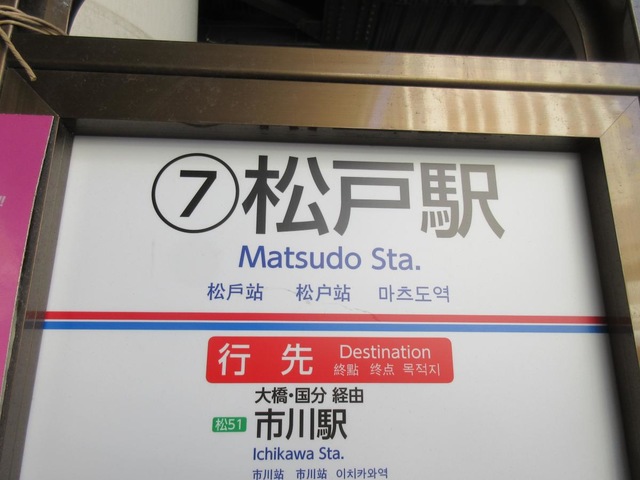 ⑦松戸駅
Matsudo Sta.
松戶站 松户站 마츠도역
行先 Destination
終點 终点 목적지
大橋・国分 経由
松51 市川駅
Ichikawa Sta.
市川站 市川站 이치카와역